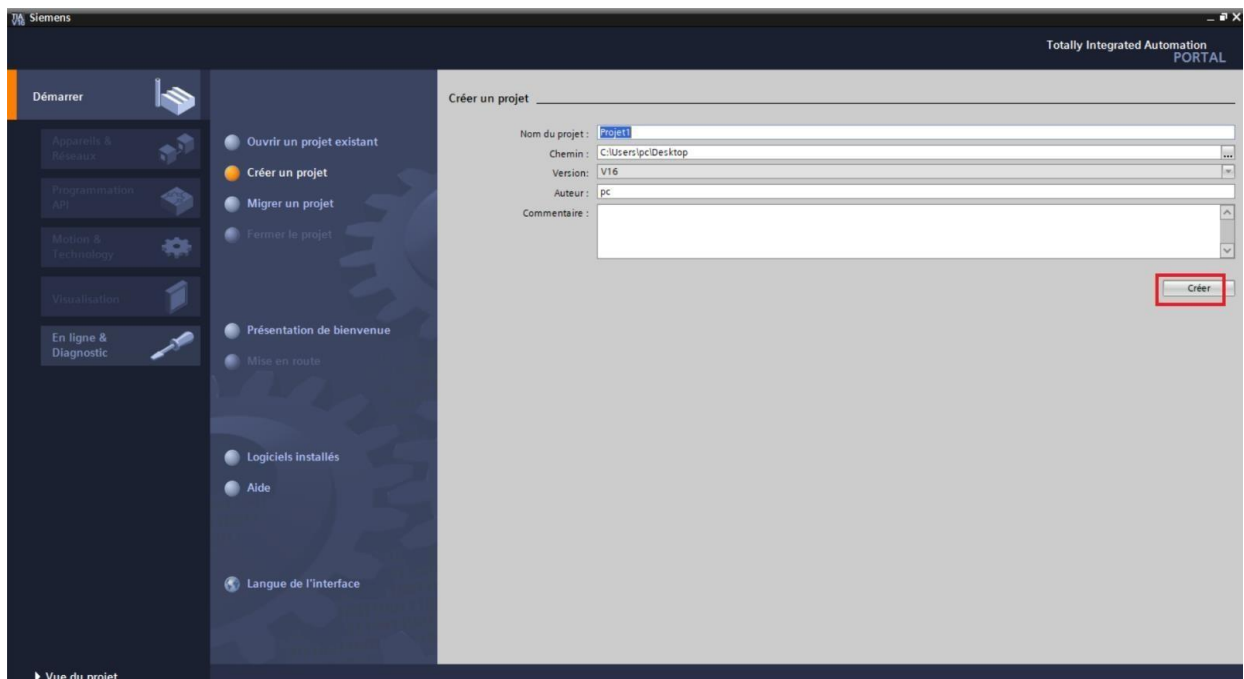 Siemens
Totally Integrated Automation
PORTAL
Démarrer
Appareils &
Réseaux
Programmation
API
Motion &
Technology
Visualisation
En ligne &
Diagnostic
Ouvrir un projet existant
Créer un projet
Migrer un projet
Fermer le projet
Présentation de bienvenue
Mise en route
Logiciels installés
Aide
Langue de l'interface
Créer un projet
Nom du projet : Projet1
Chemin : C:\Users\pc\Desktop
...
Version: V16
Auteur : pc
Commentaire :
Créer
Vue du projet